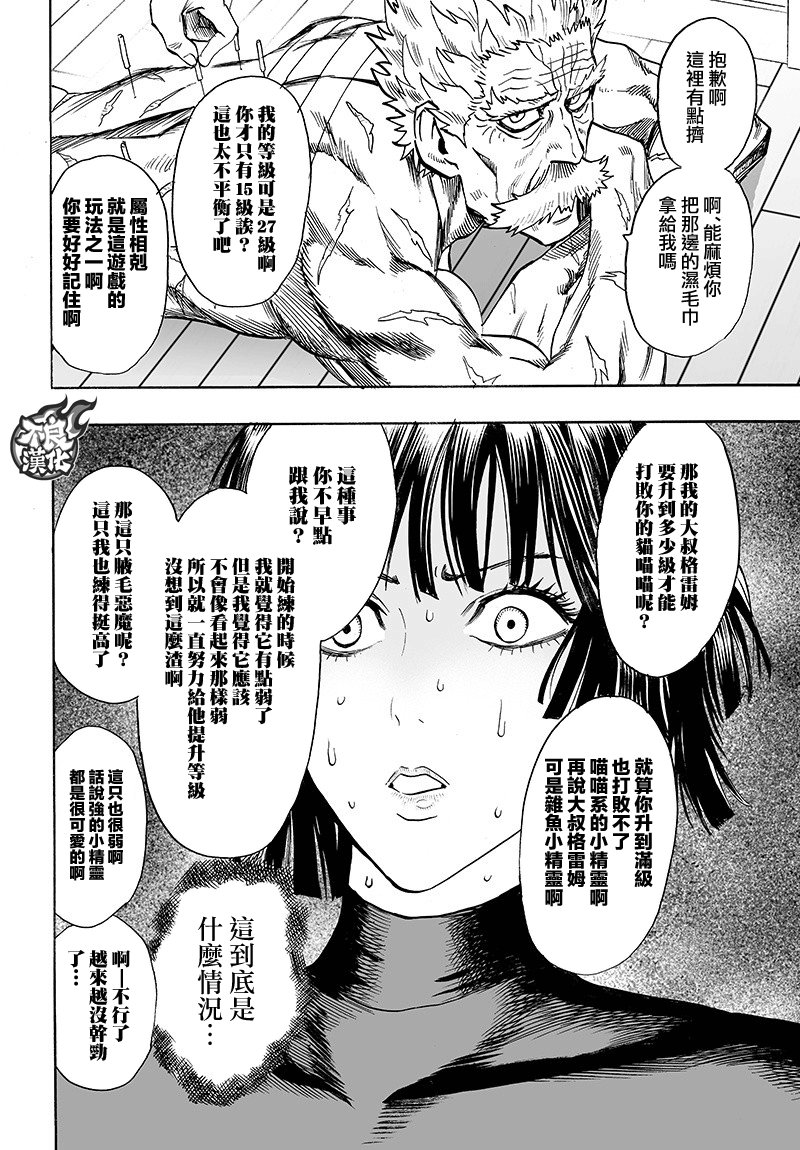 抱歉啊
這裡有點擠
啊、能麻煩你
把那邊的濕毛巾
拿給我嗎
我的等級可是27級啊
你才只有15級誒?
這也太不平衡了吧
屬性相剋
就是這遊戲的
玩法之一啊
你要好好記住啊
那我的大叔格雷姆
要升到多少級才能
打敗你的貓喵喵呢?
就算你升到滿級
也打敗不了
喵喵系的小精靈啊
再說大叔格雷姆
可是雜魚小精靈啊
這種事
你不早點
跟我說?
開始練的時候
我就覺得它有點弱了
但是我覺得它應該
不會像看起來那樣弱
所以就一直努力給他提升等級
沒想到這麼渣啊
那這只腋毛惡魔呢?
這只我也練得挺高了
這只也很弱啊
話說強的小精靈
都是很可愛的啊
啊—不行了
越來越沒幹勁
了…
這到底是
什麼情況…
漢化